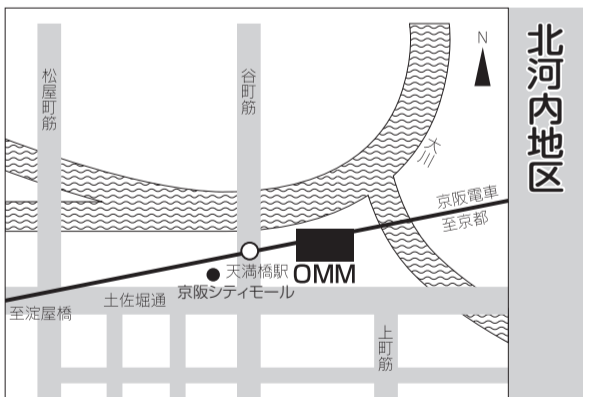 北河内地区
N
松屋町筋
谷町筋
大川
京阪電車
至京都
天満橋駅
OMM
京阪シティモール
土佐堀通
至淀屋橋
上町筋